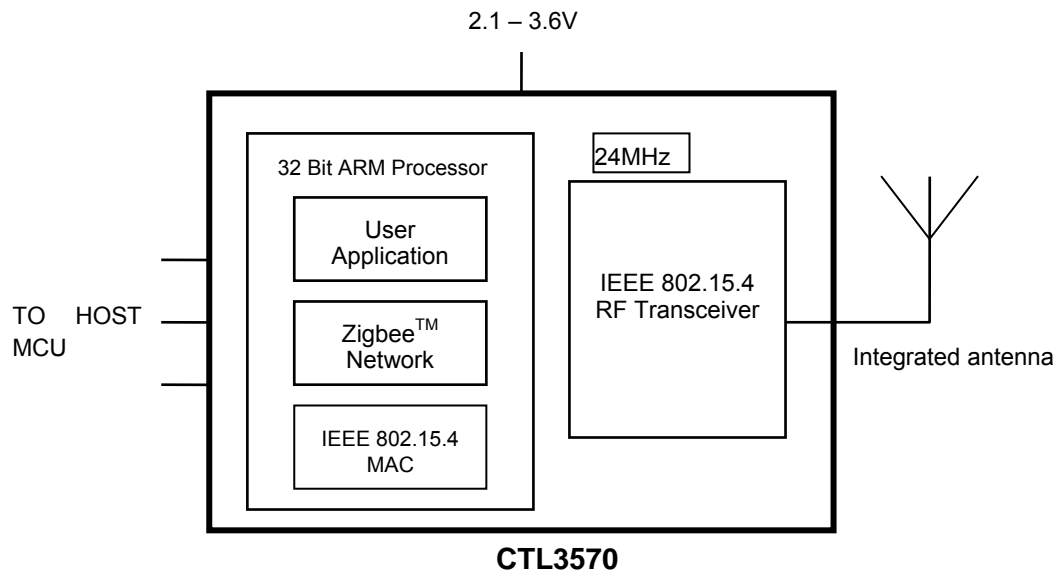 2.1 – 3.6V
32 Bit ARM Processor
24MHz
User
Application
IEEE 802.15.4
RF Transceiver
TO HOST
MCU
Zigbee™
Network
Integrated antenna
IEEE 802.15.4
MAC
CTL3570